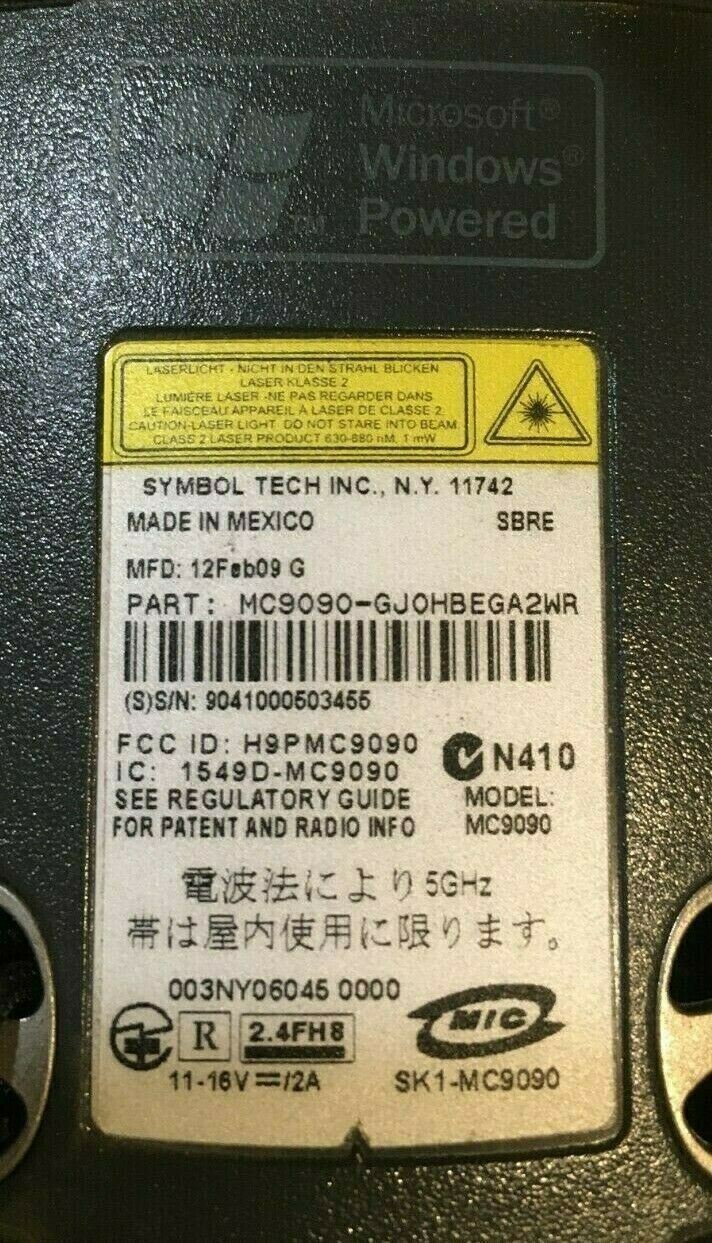 Microsoft®
Windows®
Powered
TM
LASERLICHT - NICHT IN DEN STRAHL BLICKEN
LASER KLASSE 2
LUMIÈRE LASER -NE PAS REGARDER DANS
LE FAISCEAU APPAREIL À LASER DE CLASSE 2
CAUTION-LASER LIGHT. DO NOT STARE INTO BEAM.
CLASS 2 LASER PRODUCT 630-680 nM, 1 mW
SYMBOL TECH INC., N.Y. 11742
MADE IN MEXICO SBRE
MFD: 12Feb09 G
PART: MC9090-GJ0HBEGA2WR
(S)S/N: 9041000503455
FCC ID: H9PMC9090
IC: 1549D-MC9090
N410
SEE REGULATORY GUIDE
FOR PATENT AND RADIO INFO
MODEL:
MC9090
電波法により5GHz
帯は屋内使用に限ります。
003NY06045 0000
R 2.4FH8
MIC
11-16V⎓/2A
SK1-MC9090